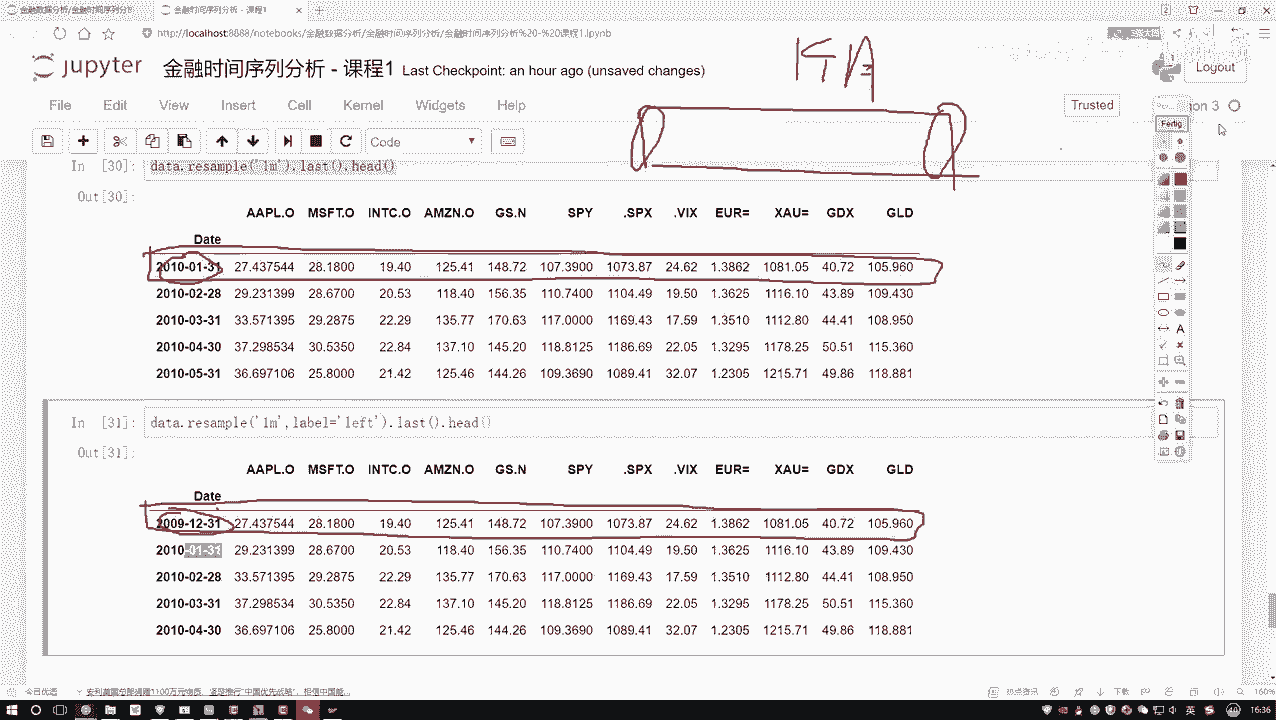 金融数据分析/金融时间序列分析
金融时间序列分析 - 课程1
http://localhost:8888/notebooks/金融数据分析/金融时间序列分析/金融时间序列分析%20-%20课程1.ipynb
jupyter 金融时间序列分析 - 课程1 Last Checkpoint: an hour ago (unsaved changes)
Logout
File Edit View Insert Cell Kernel Widgets Help
Trusted
Fertig
Code
In [30]: data.resample('1m').last().head()
Out[30]:
AAPL.O MSFT.O INTC.O AMZN.O GS.N SPY .SPX .VIX EUR= XAU= GDX GLD
Date
2010-01-31 27.437544 28.1800 19.40 125.41 148.72 107.3900 1073.87 24.62 1.3862 1081.05 40.72 105.960
2010-02-28 29.231399 28.6700 20.53 118.40 156.35 110.7400 1104.49 19.50 1.3625 1116.10 43.89 109.430
2010-03-31 33.571395 29.2875 22.29 135.77 170.63 117.0000 1169.43 17.59 1.3510 1112.80 44.41 108.950
2010-04-30 37.298534 30.5350 22.84 137.10 145.20 118.8125 1186.69 22.05 1.3295 1178.25 50.51 115.360
2010-05-31 36.697106 25.8000 21.42 125.46 144.26 109.3690 1089.41 32.07 1.2305 1215.71 49.86 118.881
In [31]: data.resample('1m',label='left').last().head
Out[31]:
AAPL.O MSFT.O INTC.O AMZN.O GS.N SPY .SPX .VIX EUR= XAU= GDX GLD
Date
2009-12-31 27.437544 28.1800 19.40 125.41 148.72 107.3900 1073.87 24.62 1.3862 1081.05 40.72 105.960
2010-01-31 29.231399 28.6700 20.53 118.40 156.35 110.7400 1104.49 19.50 1.3625 1116.10 43.89 109.430
2010-02-28 33.571395 29.2875 22.29 135.77 170.63 117.0000 1169.43 17.59 1.3510 1112.80 44.41 108.950
2010-03-31 37.298534 30.5350 22.84 137.10 145.20 118.8125 1186.69 22.05 1.3295 1178.25 50.51 115.360
2010-04-30 36.697106 25.8000 21.42 125.46 144.26 109.3690 1089.41 32.07 1.2305 1215.71 49.86 118.881
今日优选
下载
160%
英
16:36